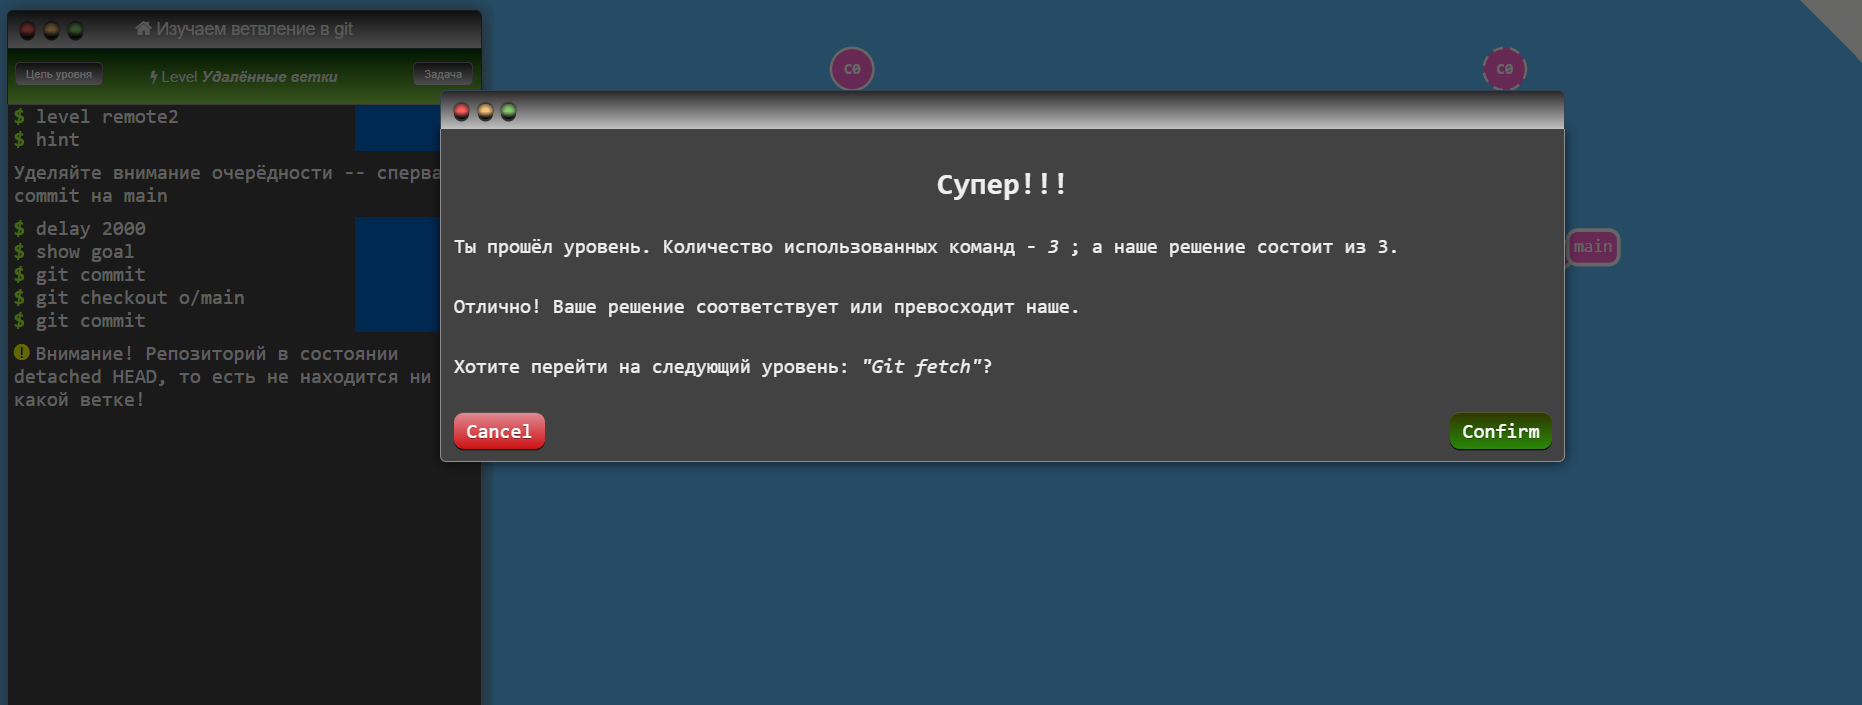 Изучаем ветвление в git
Цель уровня
Level Удалённые ветки
Задача
$ level remote2
$ hint
Уделяйте внимание очерёдности -- сперва
commit на main
$ delay 2000
$ show goal
$ git commit
$ git checkout o/main
$ git commit
Внимание! Репозиторий в состоянии
detached HEAD, то есть не находится ни
какой ветке!
C0
C0
main
Супер!!!
Ты прошёл уровень. Количество использованных команд - 3 ; а наше решение состоит из 3.
Отлично! Ваше решение соответствует или превосходит наше.
Хотите перейти на следующий уровень: "Git fetch"?
Cancel
Confirm